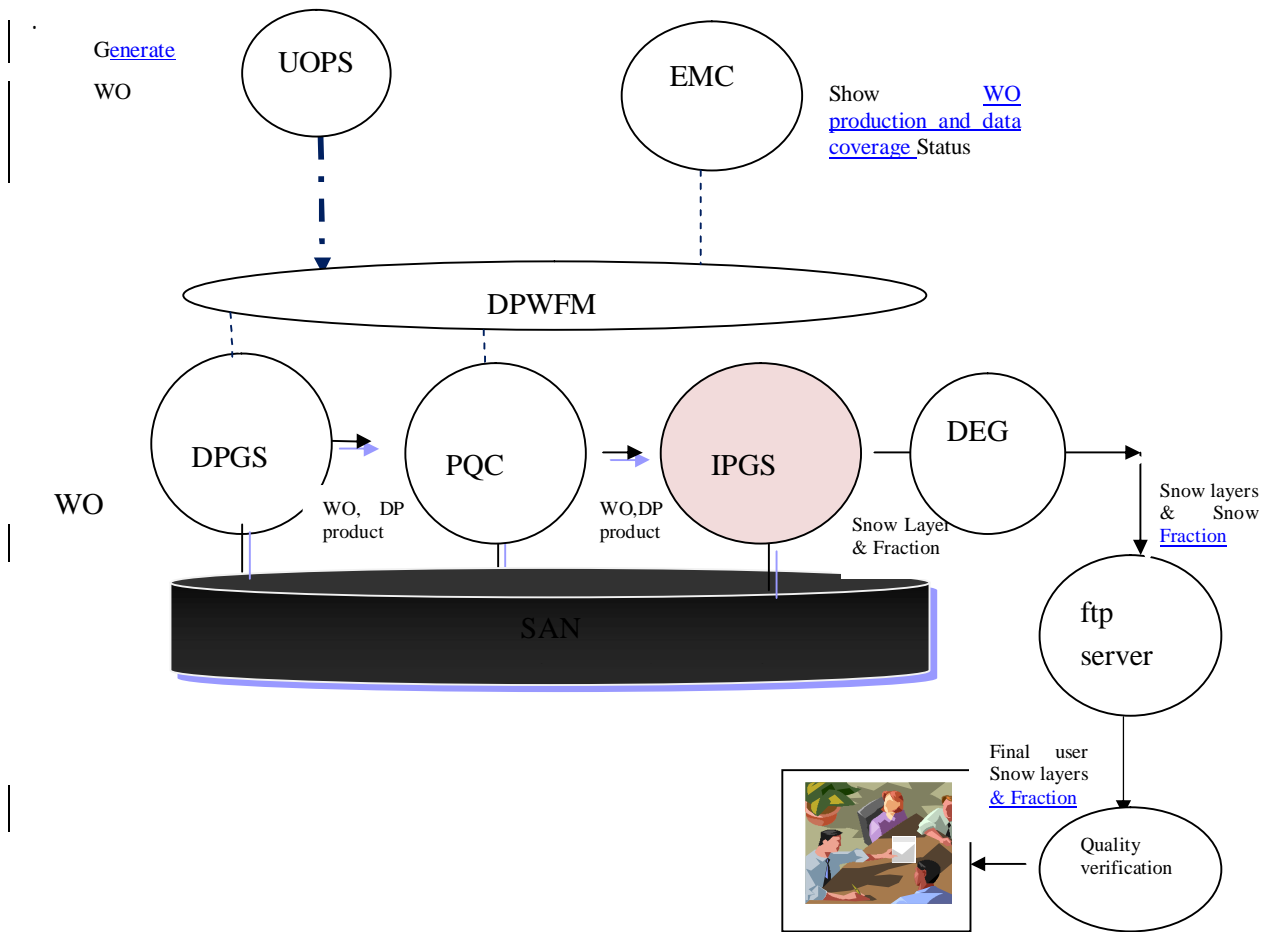 .
Generate
WO
UOPS
EMC
Show WO
production and data
coverage Status
DPWFM
DPGS
PQC
IPGS
DEG
WO
WO, DP
product
WO,DP
product
Snow Layer
& Fraction
Snow layers
& Snow
Fraction
SAN
ftp
server
Final user
Snow layers
& Fraction
Quality
verification